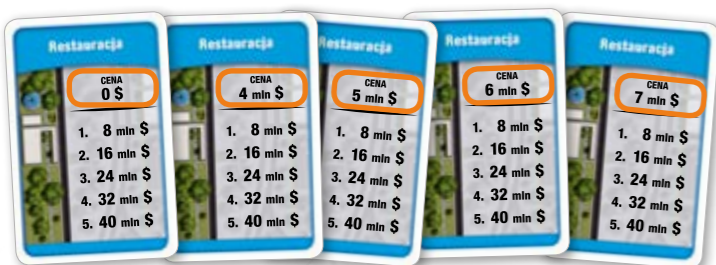 Restauracja
CENA
0 $
1. 8 mln $
2. 16 mln $
3. 24 mln $
4. 32 mln $
5. 40 mln $
Restauracja
CENA
4 mln $
1. 8 mln $
2. 16 mln $
3. 24 mln $
4. 32 mln $
5. 40 mln $
Restauracja
CENA
5 mln $
1. 8 mln $
2. 16 mln $
3. 24 mln $
4. 32 mln $
5. 40 mln $
Restauracja
CENA
6 mln $
1. 8 mln $
2. 16 mln $
3. 24 mln $
4. 32 mln $
5. 40 mln $
Restauracja
CENA
7 mln $
1. 8 mln $
2. 16 mln $
3. 24 mln $
4. 32 mln $
5. 40 mln $